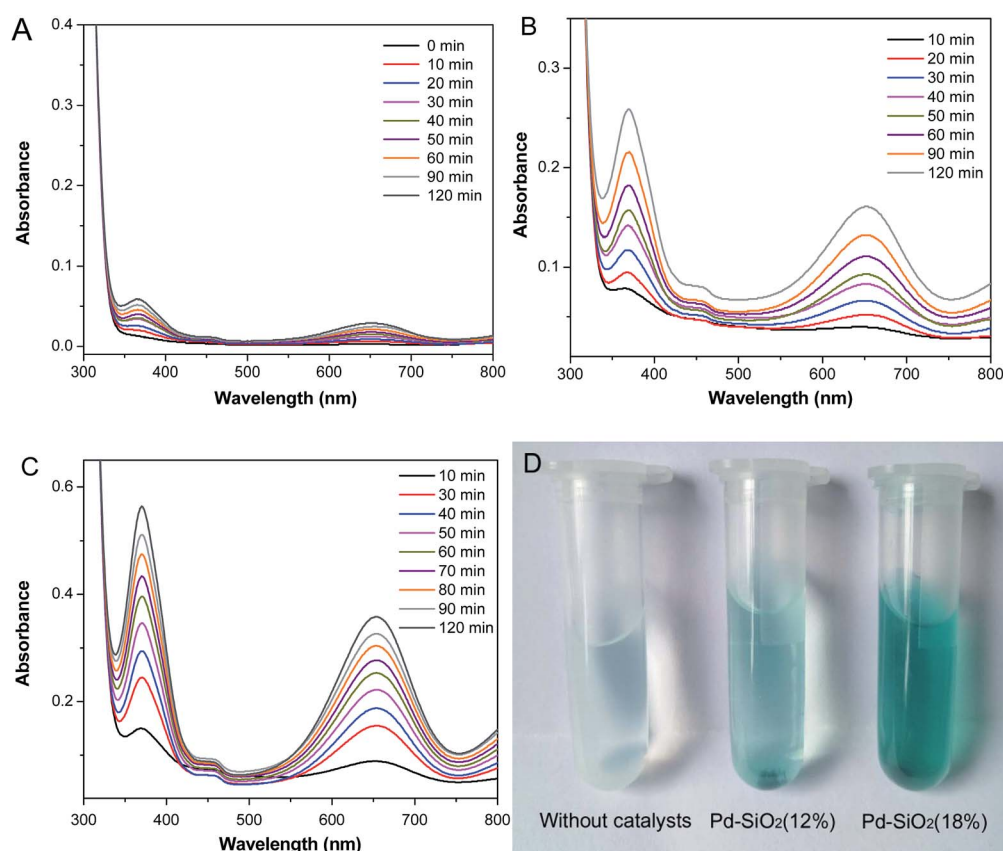 A
0.4
0.3
0.2
0.1
0.0
Absorbance
300 400 500 600 700 800
Wavelength (nm)
0 min
10 min
20 min
30 min
40 min
50 min
60 min
90 min
120 min
B
0.3
0.2
0.1
Absorbance
300 400 500 600 700 800
Wavelength (nm)
10 min
20 min
30 min
40 min
50 min
60 min
90 min
120 min
C
0.6
0.4
0.2
Absorbance
300 400 500 600 700 800
Wavelength (nm)
10 min
30 min
40 min
50 min
60 min
70 min
80 min
90 min
120 min
D
Without catalysts Pd-SiO₂(12%) Pd-SiO₂(18%)